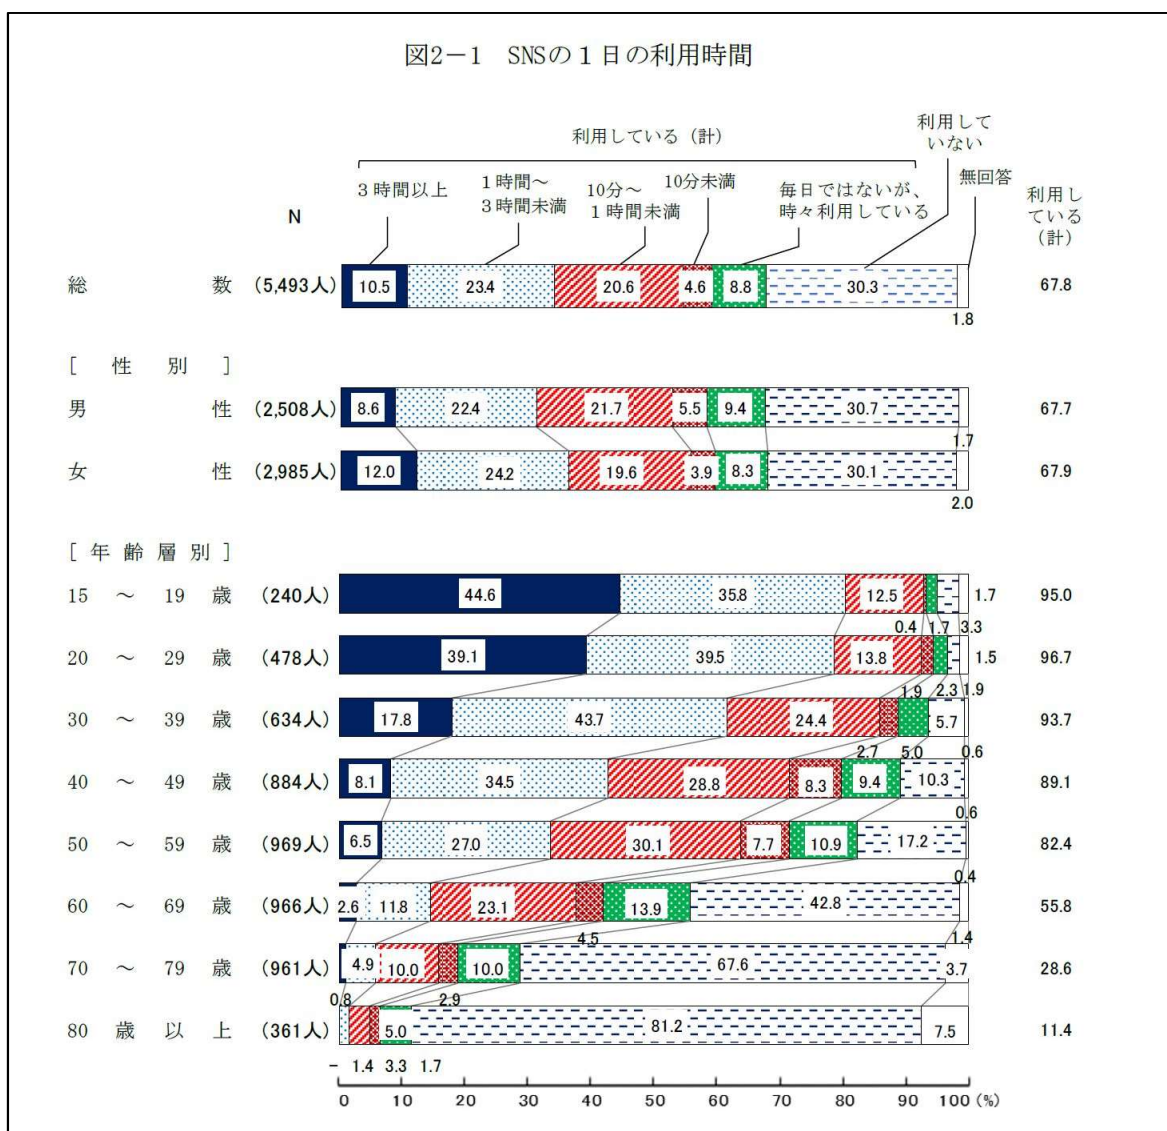 図2－1　SNSの１日の利用時間
利用している（計）
利用して
いない
無回答
３時間以上
１時間～
３時間未満
10分～
１時間未満
10分未満
毎日ではないが、
時々利用している
利用し
ている
（計）
N
総数 (5,493人) 10.5 23.4 20.6 4.6 8.8 30.3 67.8
1.8
［性別］
男性 (2,508人) 8.6 22.4 21.7 5.5 9.4 30.7 67.7
1.7
女性 (2,985人) 12.0 24.2 19.6 3.9 8.3 30.1 67.9
2.0
［年齢層別］
15～19歳 (240人) 44.6 35.8 12.5 1.7 95.0
0.4 1.7 3.3
20～29歳 (478人) 39.1 39.5 13.8 1.5 96.7
1.9 2.3 1.9
30～39歳 (634人) 17.8 43.7 24.4 5.7 93.7
2.7 5.0 0.6
40～49歳 (884人) 8.1 34.5 28.8 8.3 9.4 10.3 89.1
0.6
50～59歳 (969人) 6.5 27.0 30.1 7.7 10.9 17.2 82.4
0.4
60～69歳 (966人) 2.6 11.8 23.1 13.9 42.8 55.8
4.5 1.4
70～79歳 (961人) 4.9 10.0 10.0 67.6 3.7 28.6
0.8 2.9
80歳以上 (361人) 5.0 81.2 7.5 11.4
- 1.4 3.3 1.7
0 10 20 30 40 50 60 70 80 90 100 (%)